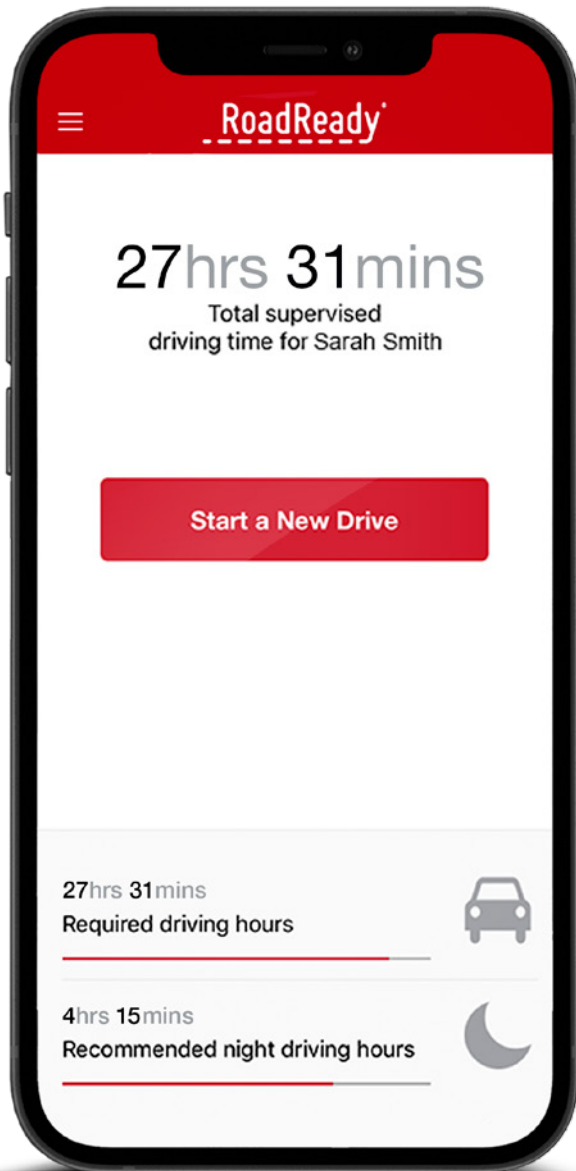 RoadReady®
27hrs 31mins
Total supervised
driving time for Sarah Smith
Start a New Drive
27hrs 31mins
Required driving hours
4hrs 15mins
Recommended night driving hours